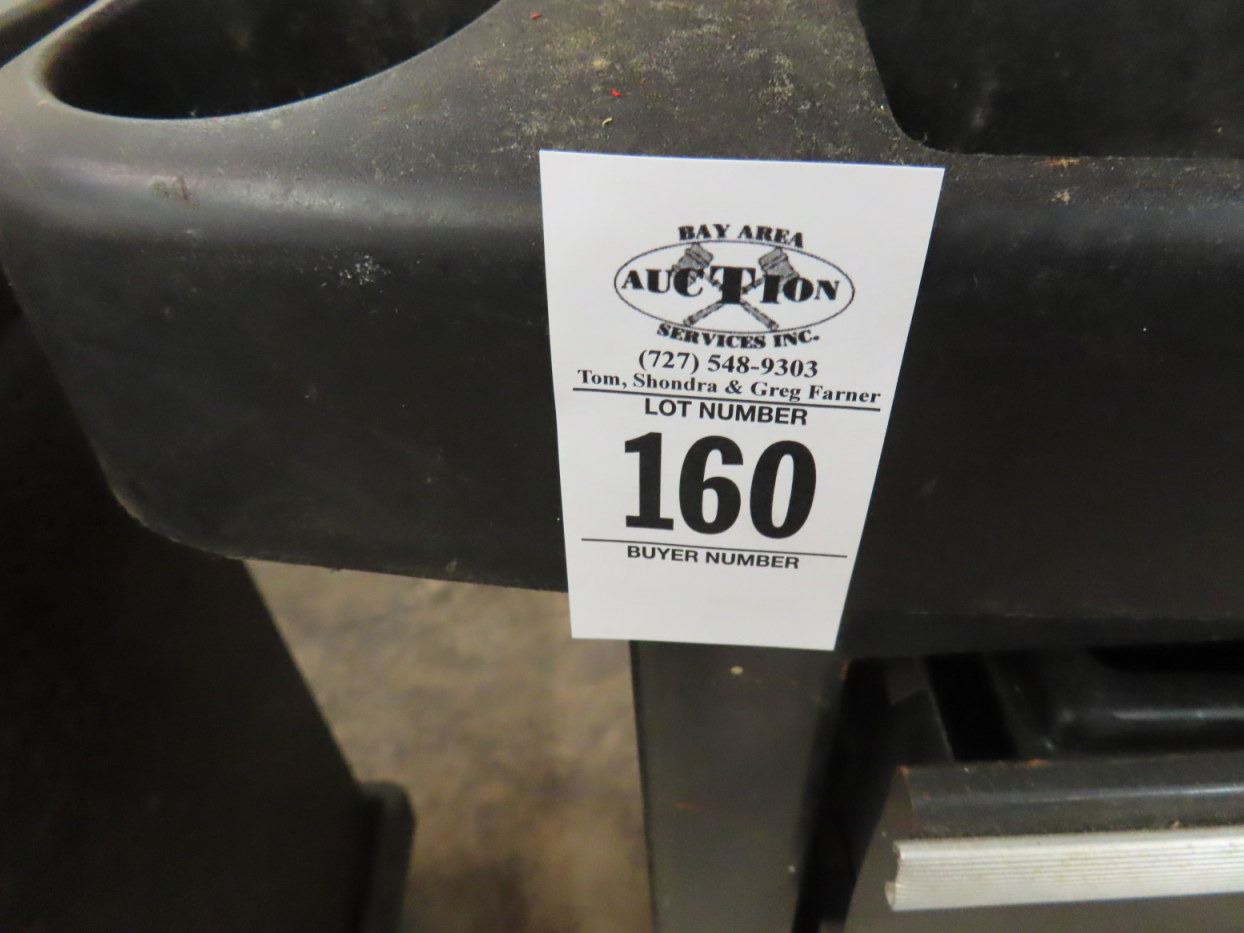 BAY AREA
AUCTION
SERVICES INC.
(727) 548-9303
Tom, Shondra & Greg Farner
LOT NUMBER
160
BUYER NUMBER